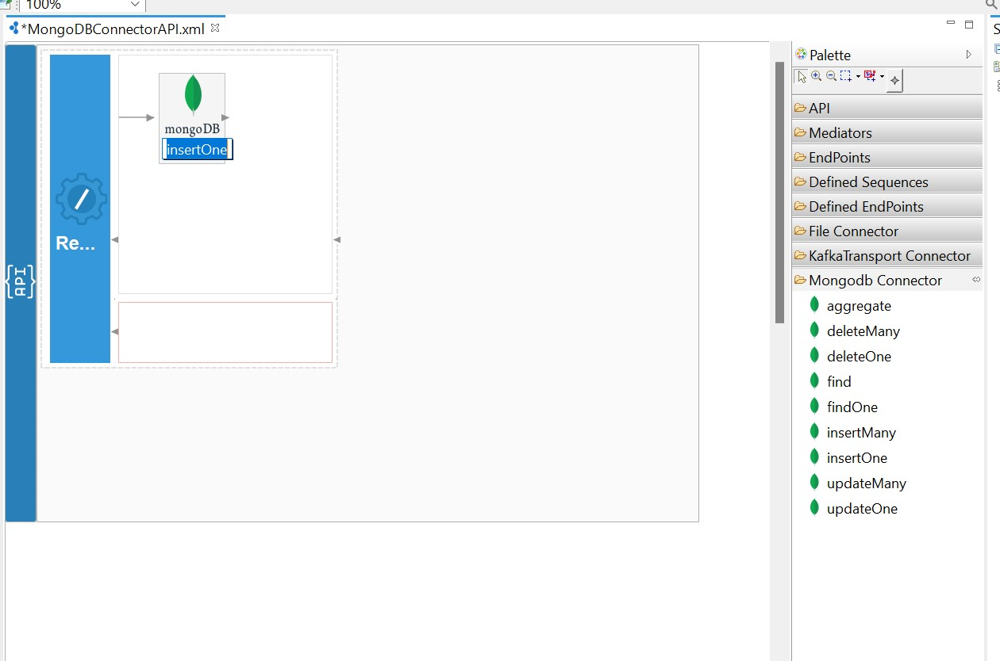 100%
*MongoDBConnectorAPI.xml
mongoDB
insertOne
Re...
{API}
Palette
API
Mediators
EndPoints
Defined Sequences
Defined EndPoints
File Connector
KafkaTransport Connector
Mongodb Connector
aggregate
deleteMany
deleteOne
find
findOne
insertMany
insertOne
updateMany
updateOne